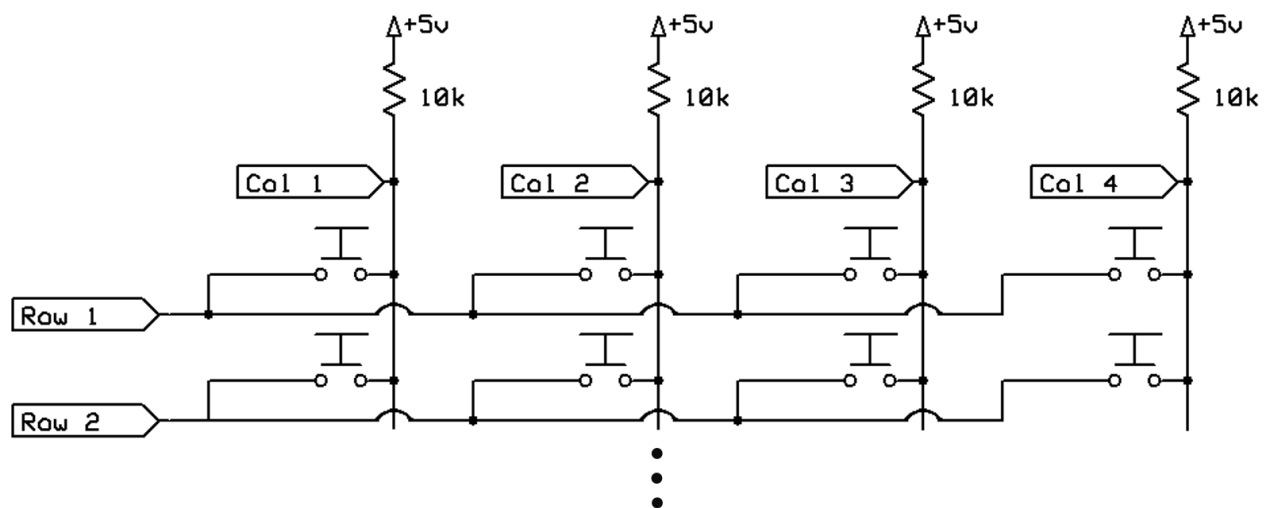 +5v +5v +5v +5v
10k 10k 10k 10k
Col 1 Col 2 Col 3 Col 4
Row 1
Row 2